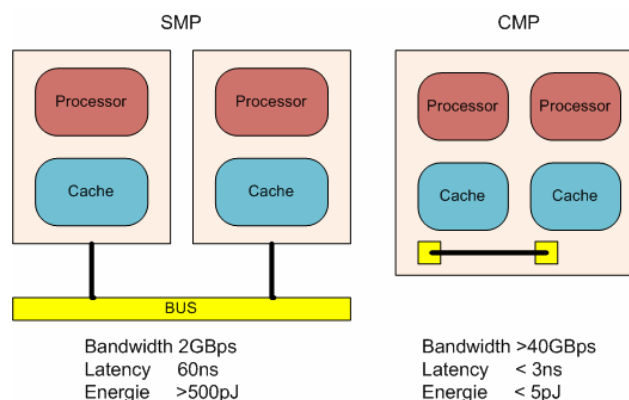 SMP
Processor
Processor
Cache
Cache
BUS
Bandwidth 2GBps
Latency 60ns
Energie >500pJ
CMP
Processor
Processor
Cache
Cache
Bandwidth >40GBps
Latency < 3ns
Energie < 5pJ